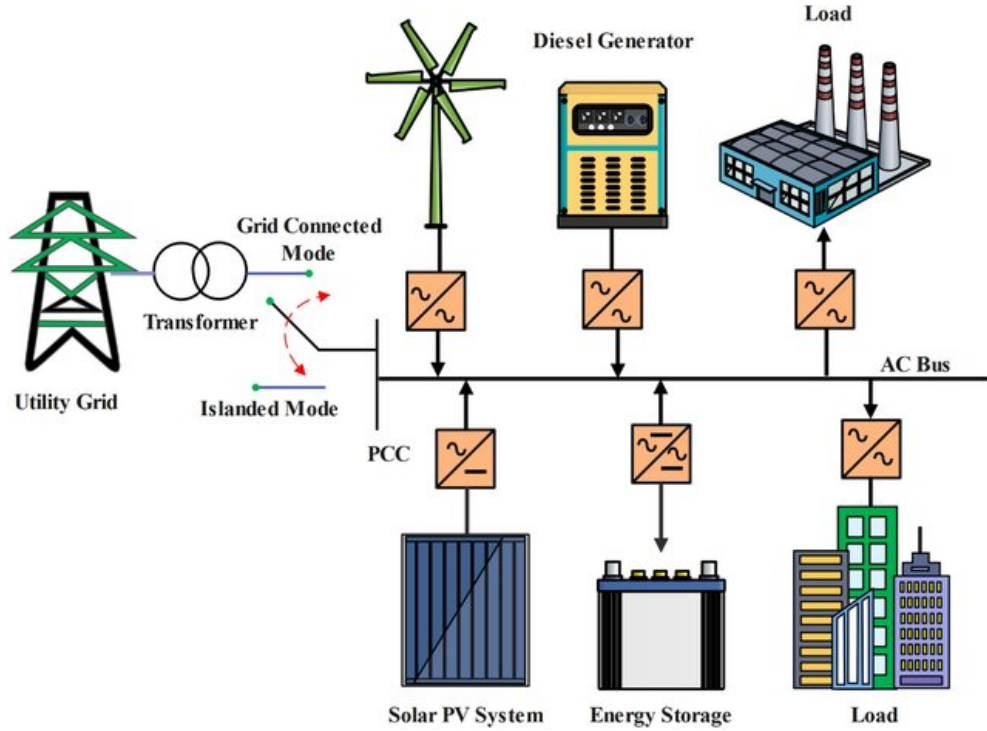 Load
Diesel Generator
Grid Connected
Mode
Transformer
Utility Grid
Islanded Mode
PCC
AC Bus
Solar PV System
Energy Storage
Load